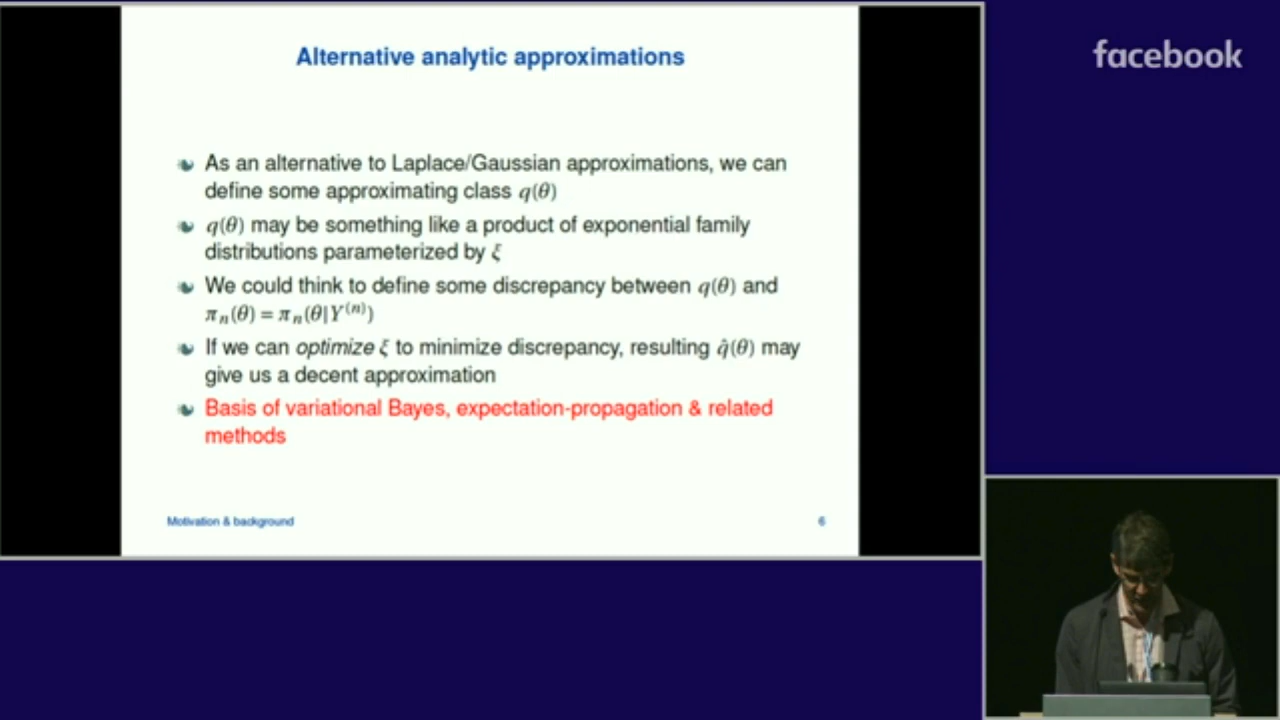 Alternative analytic approximations
As an alternative to Laplace/Gaussian approximations, we can
define some approximating class q(θ)
q(θ) may be something like a product of exponential family
distributions parameterized by ξ
We could think to define some discrepancy between q(θ) and
π_n(θ) = π_n(θ|Y^(n))
If we can optimize ξ to minimize discrepancy, resulting q̂(θ) may
give us a decent approximation
Basis of variational Bayes, expectation-propagation & related
methods
Motivation & background
6
facebook